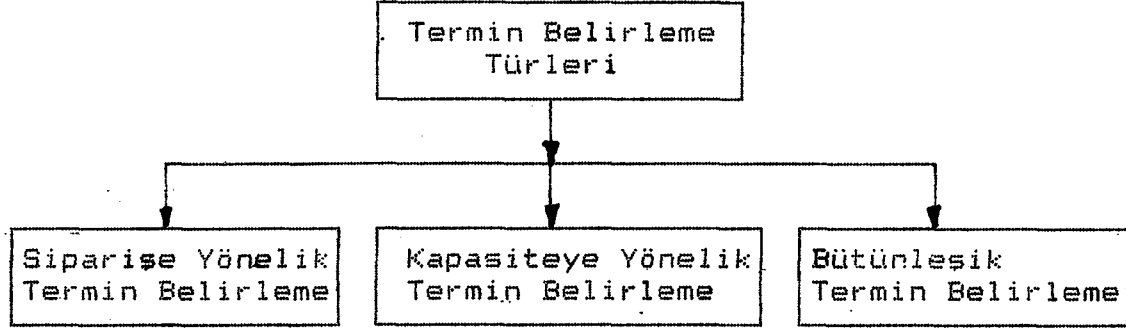 Termin Belirleme
Türleri
Siparişe Yönelik
Termin Belirleme
Kapasiteye Yönelik
Termin Belirleme
Bütünleşik
Termin Belirleme